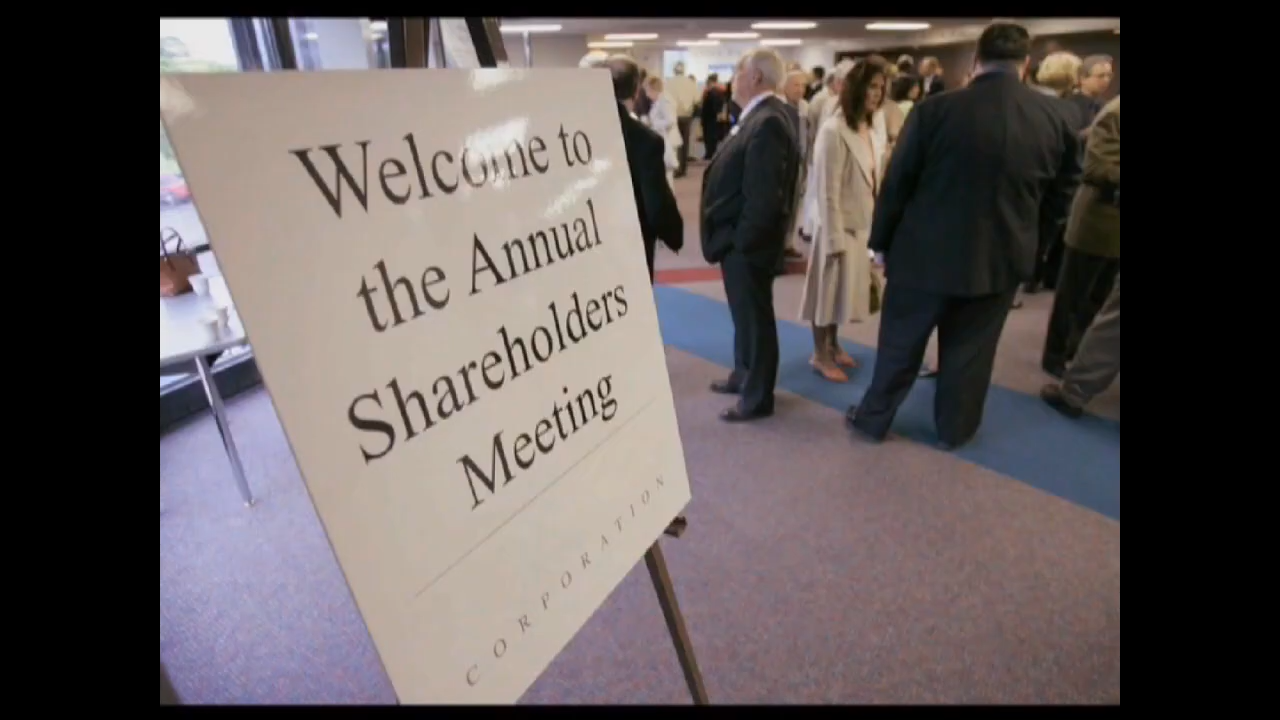 Welcome to
the Annual
Shareholders
Meeting
CORPORATION